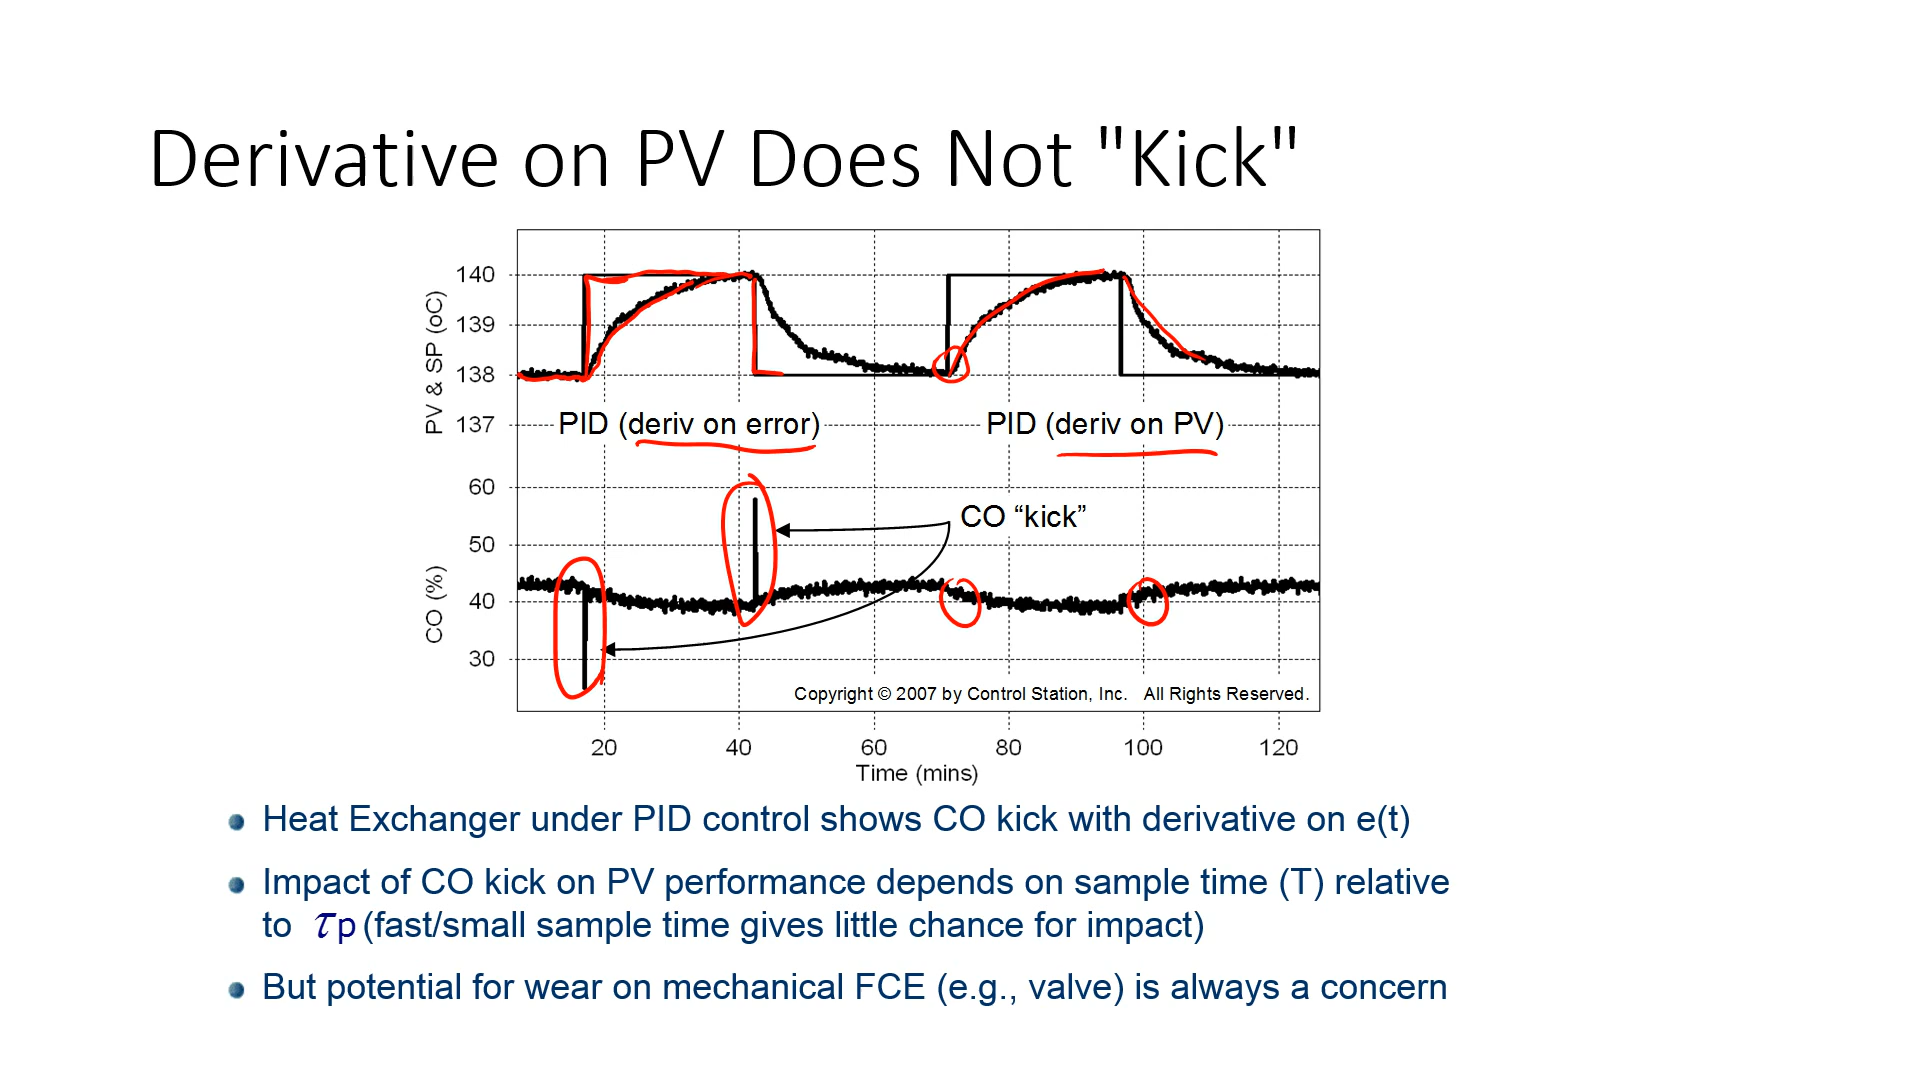 Derivative on PV Does Not "Kick"
PV & SP (oC)
140
139
138
137
PID (deriv on error)
PID (deriv on PV)
CO (%)
60
50
40
30
CO “kick”
Copyright © 2007 by Control Station, Inc. All Rights Reserved.
20 40 60 80 100 120
Time (mins)
Heat Exchanger under PID control shows CO kick with derivative on e(t)
Impact of CO kick on PV performance depends on sample time (T) relative
to τp (fast/small sample time gives little chance for impact)
But potential for wear on mechanical FCE (e.g., valve) is always a concern